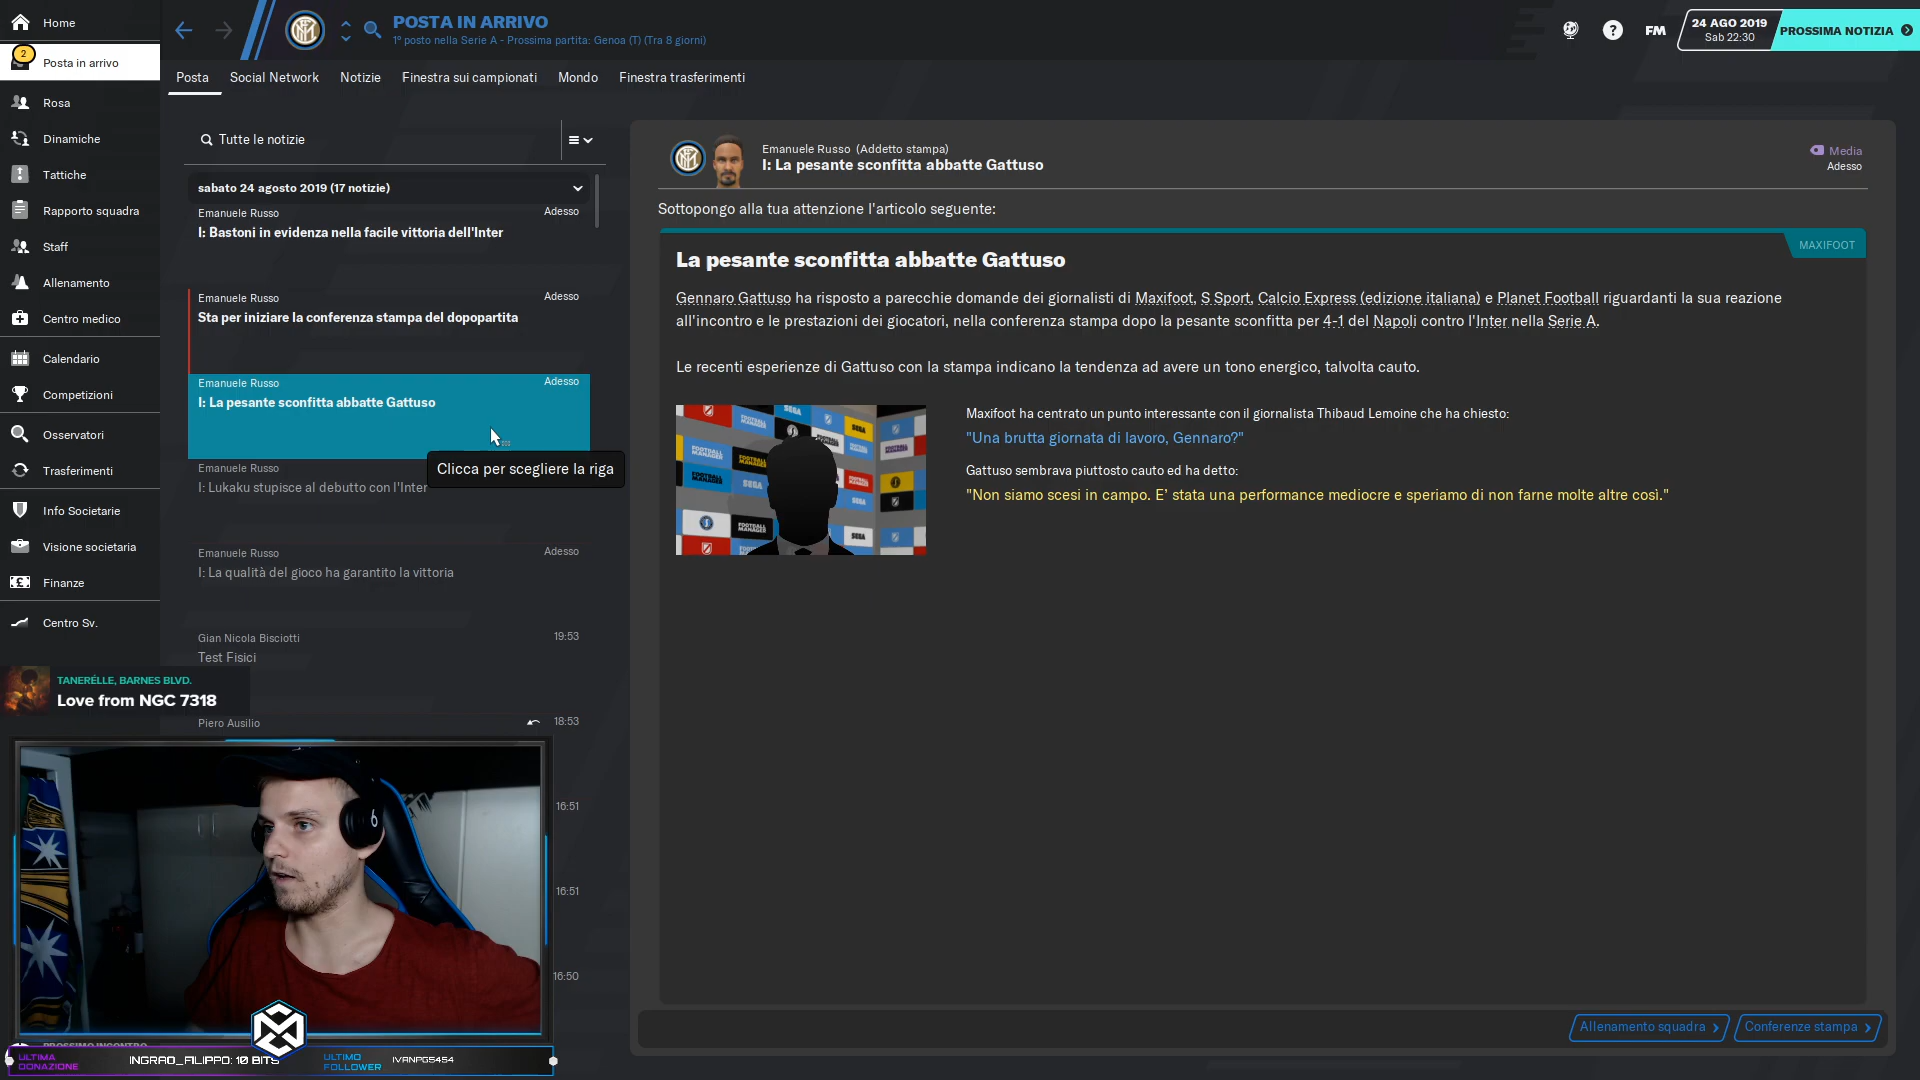 Home
2
Posta in arrivo
Rosa
Dinamiche
Tattiche
Rapporto squadra
Staff
Allenamento
Centro medico
Calendario
Competizioni
Osservatori
Trasferimenti
Info Societarie
Visione societaria
Finanze
Centro Sv.
POSTA IN ARRIVO
1° posto nella Serie A - Prossima partita: Genoa (T) (Tra 8 giorni)
FM
24 AGO 2019
Sab 22:30
PROSSIMA NOTIZIA
Posta Social Network Notizie Finestra sui campionati Mondo Finestra trasferimenti
Tutte le notizie
sabato 24 agosto 2019 (17 notizie)
Emanuele Russo Adesso
I: Bastoni in evidenza nella facile vittoria dell'Inter
Emanuele Russo Adesso
Sta per iniziare la conferenza stampa del dopopartita
Emanuele Russo Adesso
I: La pesante sconfitta abbatte Gattuso
Clicca per scegliere la riga
Emanuele Russo
I: Lukaku stupisce al debutto con l'Inter
Emanuele Russo Adesso
I: La qualità del gioco ha garantito la vittoria
Gian Nicola Bisciotti 19:53
Test Fisici
Piero Ausilio 18:53
16:51
16:51
16:50
Emanuele Russo (Addetto stampa)
I: La pesante sconfitta abbatte Gattuso
Media
Adesso
Sottopongo alla tua attenzione l'articolo seguente:
MAXIFOOT
La pesante sconfitta abbatte Gattuso
Gennaro Gattuso ha risposto a parecchie domande dei giornalisti di Maxifoot, S Sport, Calcio Express (edizione italiana) e Planet Football riguardanti la sua reazione
all'incontro e le prestazioni dei giocatori, nella conferenza stampa dopo la pesante sconfitta per 4-1 del Napoli contro l'Inter nella Serie A.
Le recenti esperienze di Gattuso con la stampa indicano la tendenza ad avere un tono energico, talvolta cauto.
Maxifoot ha centrato un punto interessante con il giornalista Thibaud Lemoine che ha chiesto:
"Una brutta giornata di lavoro, Gennaro?"
Gattuso sembrava piuttosto cauto ed ha detto:
"Non siamo scesi in campo. E' stata una performance mediocre e speriamo di non farne molte altre così."
Allenamento squadra
Conferenze stampa
TANERÉLLE, BARNES BLVD.
Love from NGC 7318
ULTIMA
DONAZIONE
INGRAO_FILIPPO: 10 BITS
ULTIMO
FOLLOWER
IVANPG5454